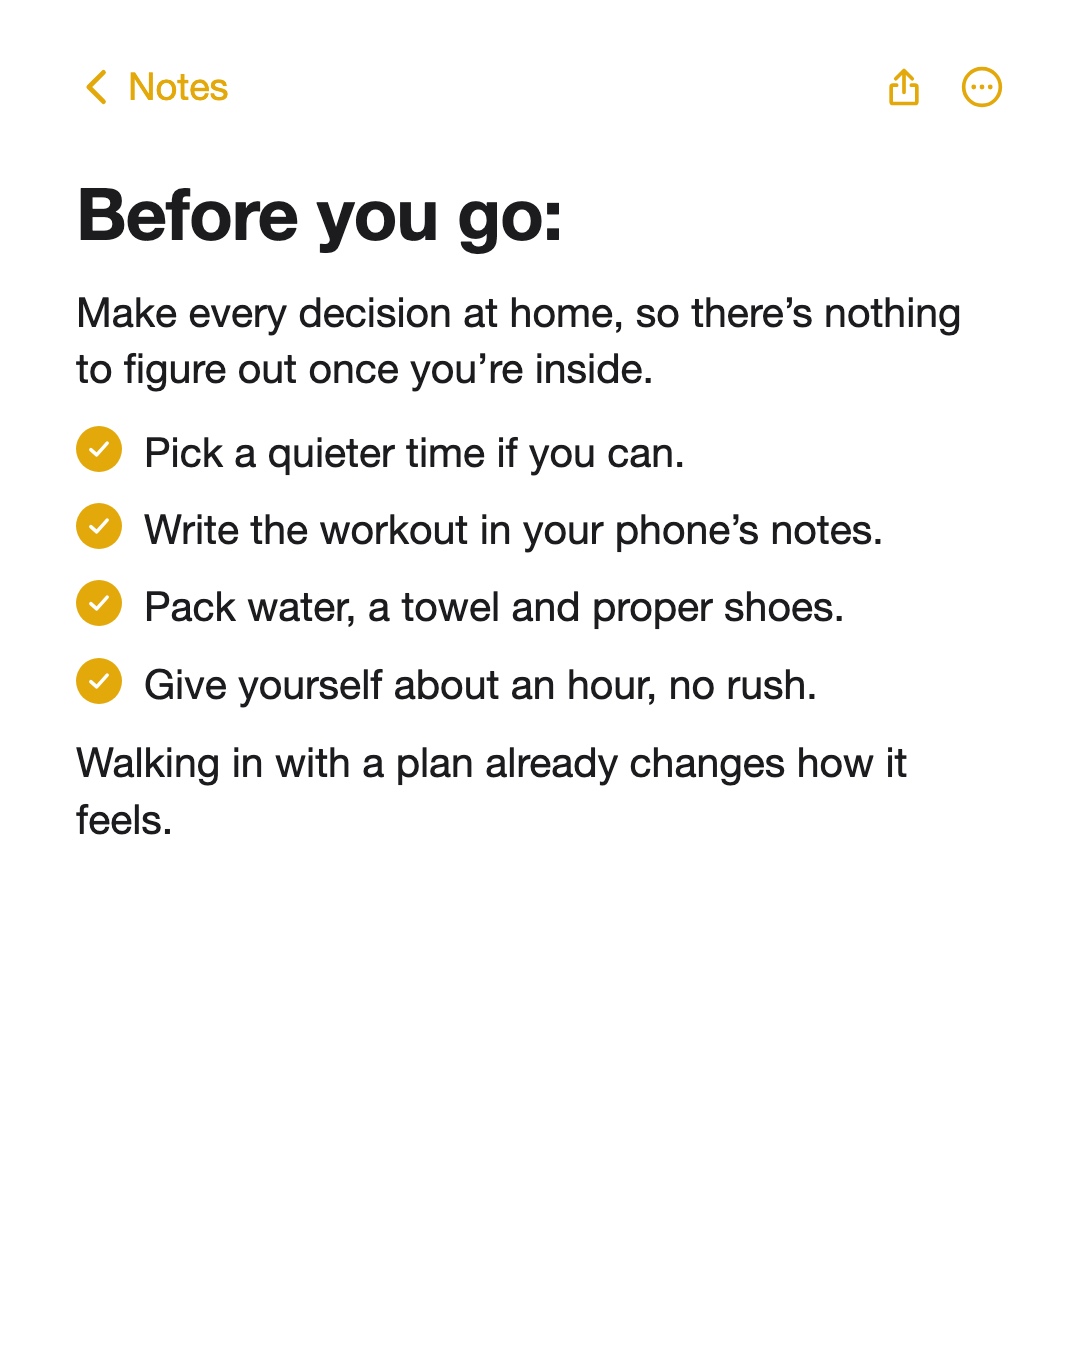 Notes
Before you go:
Make every decision at home, so there’s nothing
to figure out once you’re inside.
Pick a quieter time if you can.
Write the workout in your phone’s notes.
Pack water, a towel and proper shoes.
Give yourself about an hour, no rush.
Walking in with a plan already changes how it
feels.